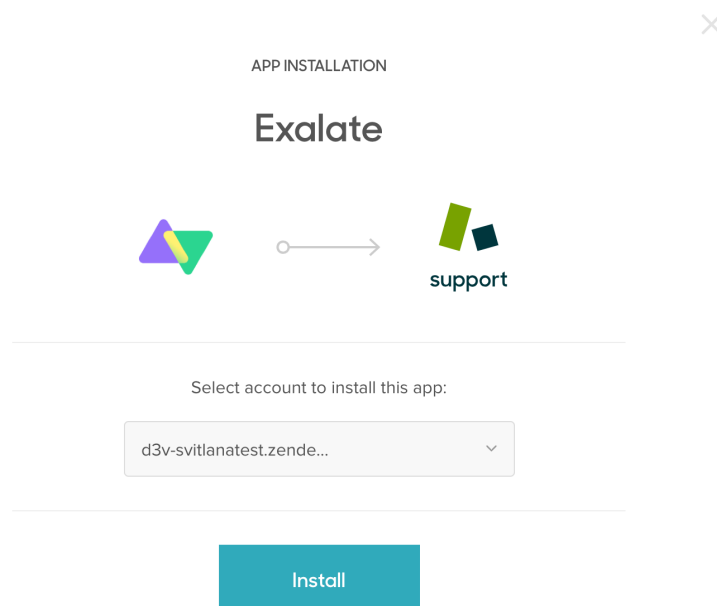 APP INSTALLATION
Exalate
support
Select account to install this app:
d3v-svitlanatest.zende...
Install